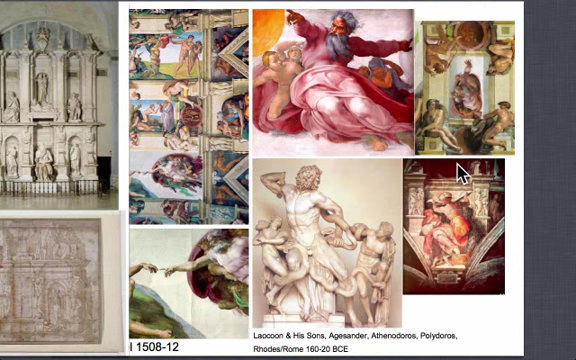 l 1508-12
Laocoon & His Sons, Agesander, Athenodoros, Polydoros,
Rhodes/Rome 160-20 BCE